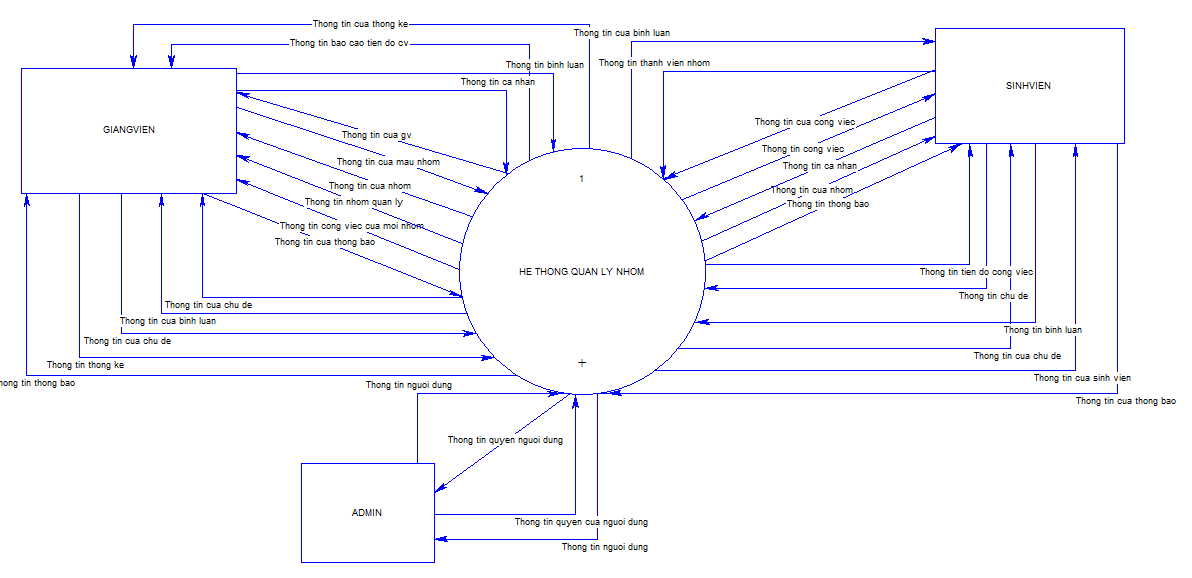 Thong tin cua thong ke
Thong tin bao cao tien do cv
Thong tin cua binh luan
Thong tin binh luan
Thong tin thanh vien nhom
Thong tin ca nhan
SINHVIEN
GIANGVIEN
Thong tin cua gv
Thong tin cua cong viec
Thong tin cua mau nhom
Thong tin cong viec
Thong tin ca nhan
1
Thong tin cua nhom
Thong tin cua nhom
Thong tin nhom quan ly
Thong tin thong bao
Thong tin cong viec cua moi nhom
Thong tin cua thong bao
HE THONG QUAN LY NHOM
Thong tin tien do cong viec
Thong tin chu de
Thong tin cua chu de
Thong tin cua binh luan
Thong tin binh luan
Thong tin cua chu de
Thong tin cua chu de
Thong tin thong ke
+
hong tin thong bao
Thong tin nguoi dung
Thong tin cua sinh vien
Thong tin cua thong bao
Thong tin quyen nguoi dung
ADMIN
Thong tin quyen cua nguoi dung
Thong tin nguoi dung